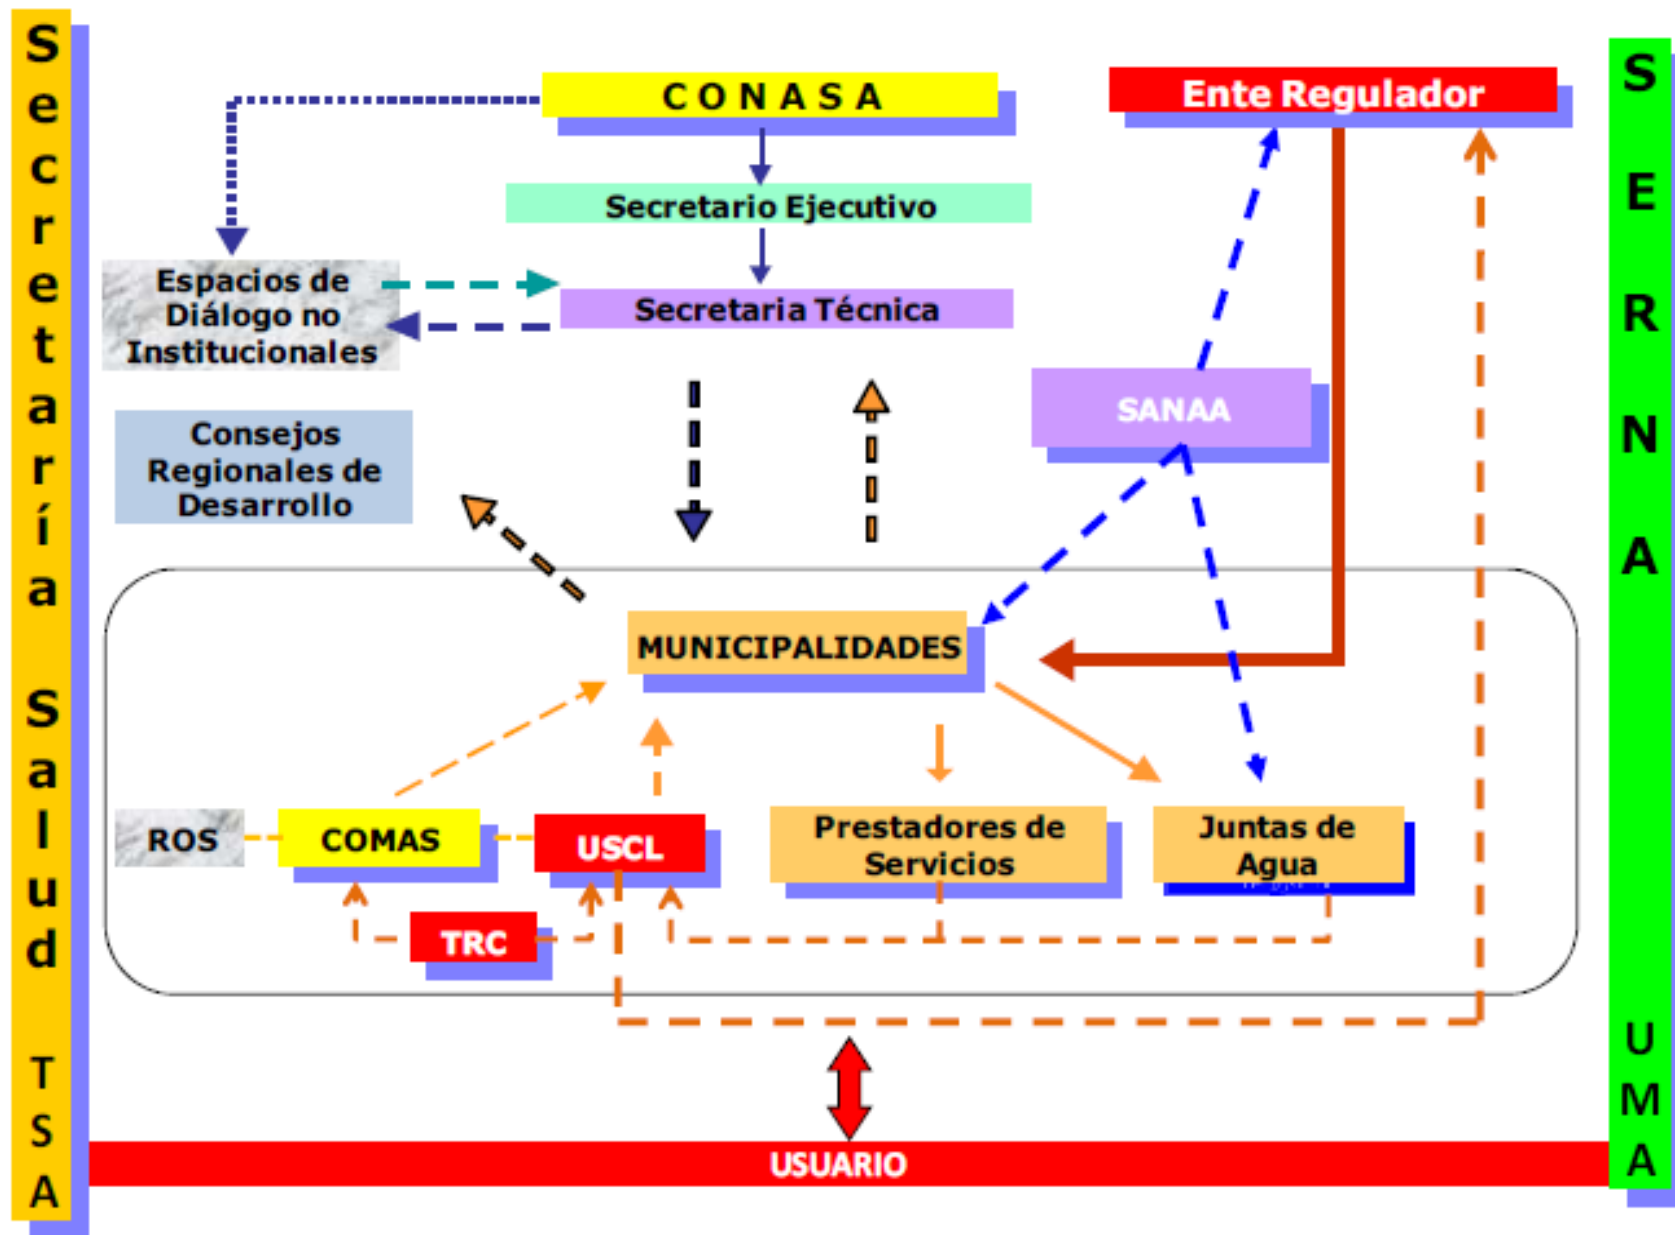 Secretaría Salud TSA
C O N A S A
Ente Regulador
SERNA UMA
Secretario Ejecutivo
Espacios de
Diálogo no
Institucionales
Secretaria Técnica
SANAA
Consejos
Regionales de
Desarrollo
MUNICIPALIDADES
ROS
COMAS
USCL
Prestadores de
Servicios
Juntas de
Agua
TRC
USUARIO